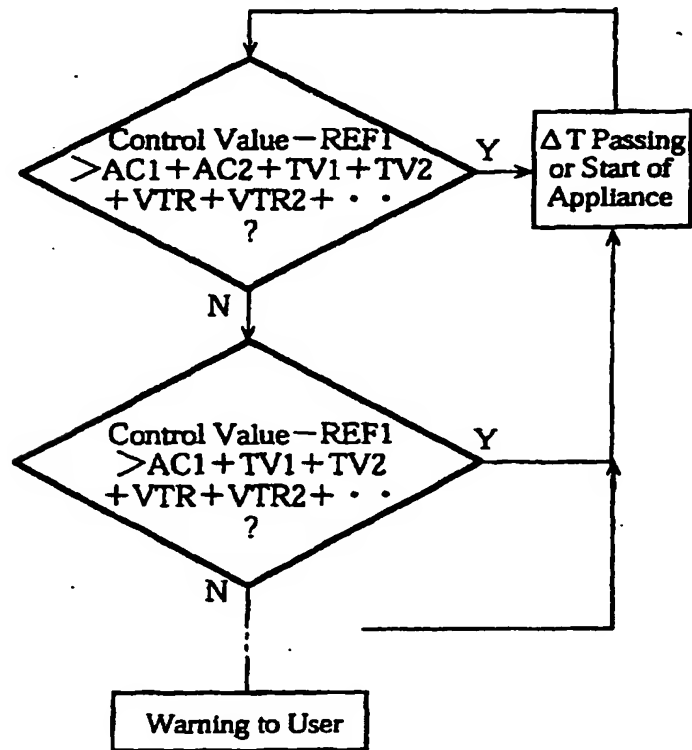 Control Value-REF1
>AC1+AC2+TV1+TV2
+VTR+VTR2+・・
?
Y
ΔT Passing
or Start of
Appliance
N
Control Value-REF1
>AC1+TV1+TV2
+VTR+VTR2+・・
?
Y
N
Warning to User